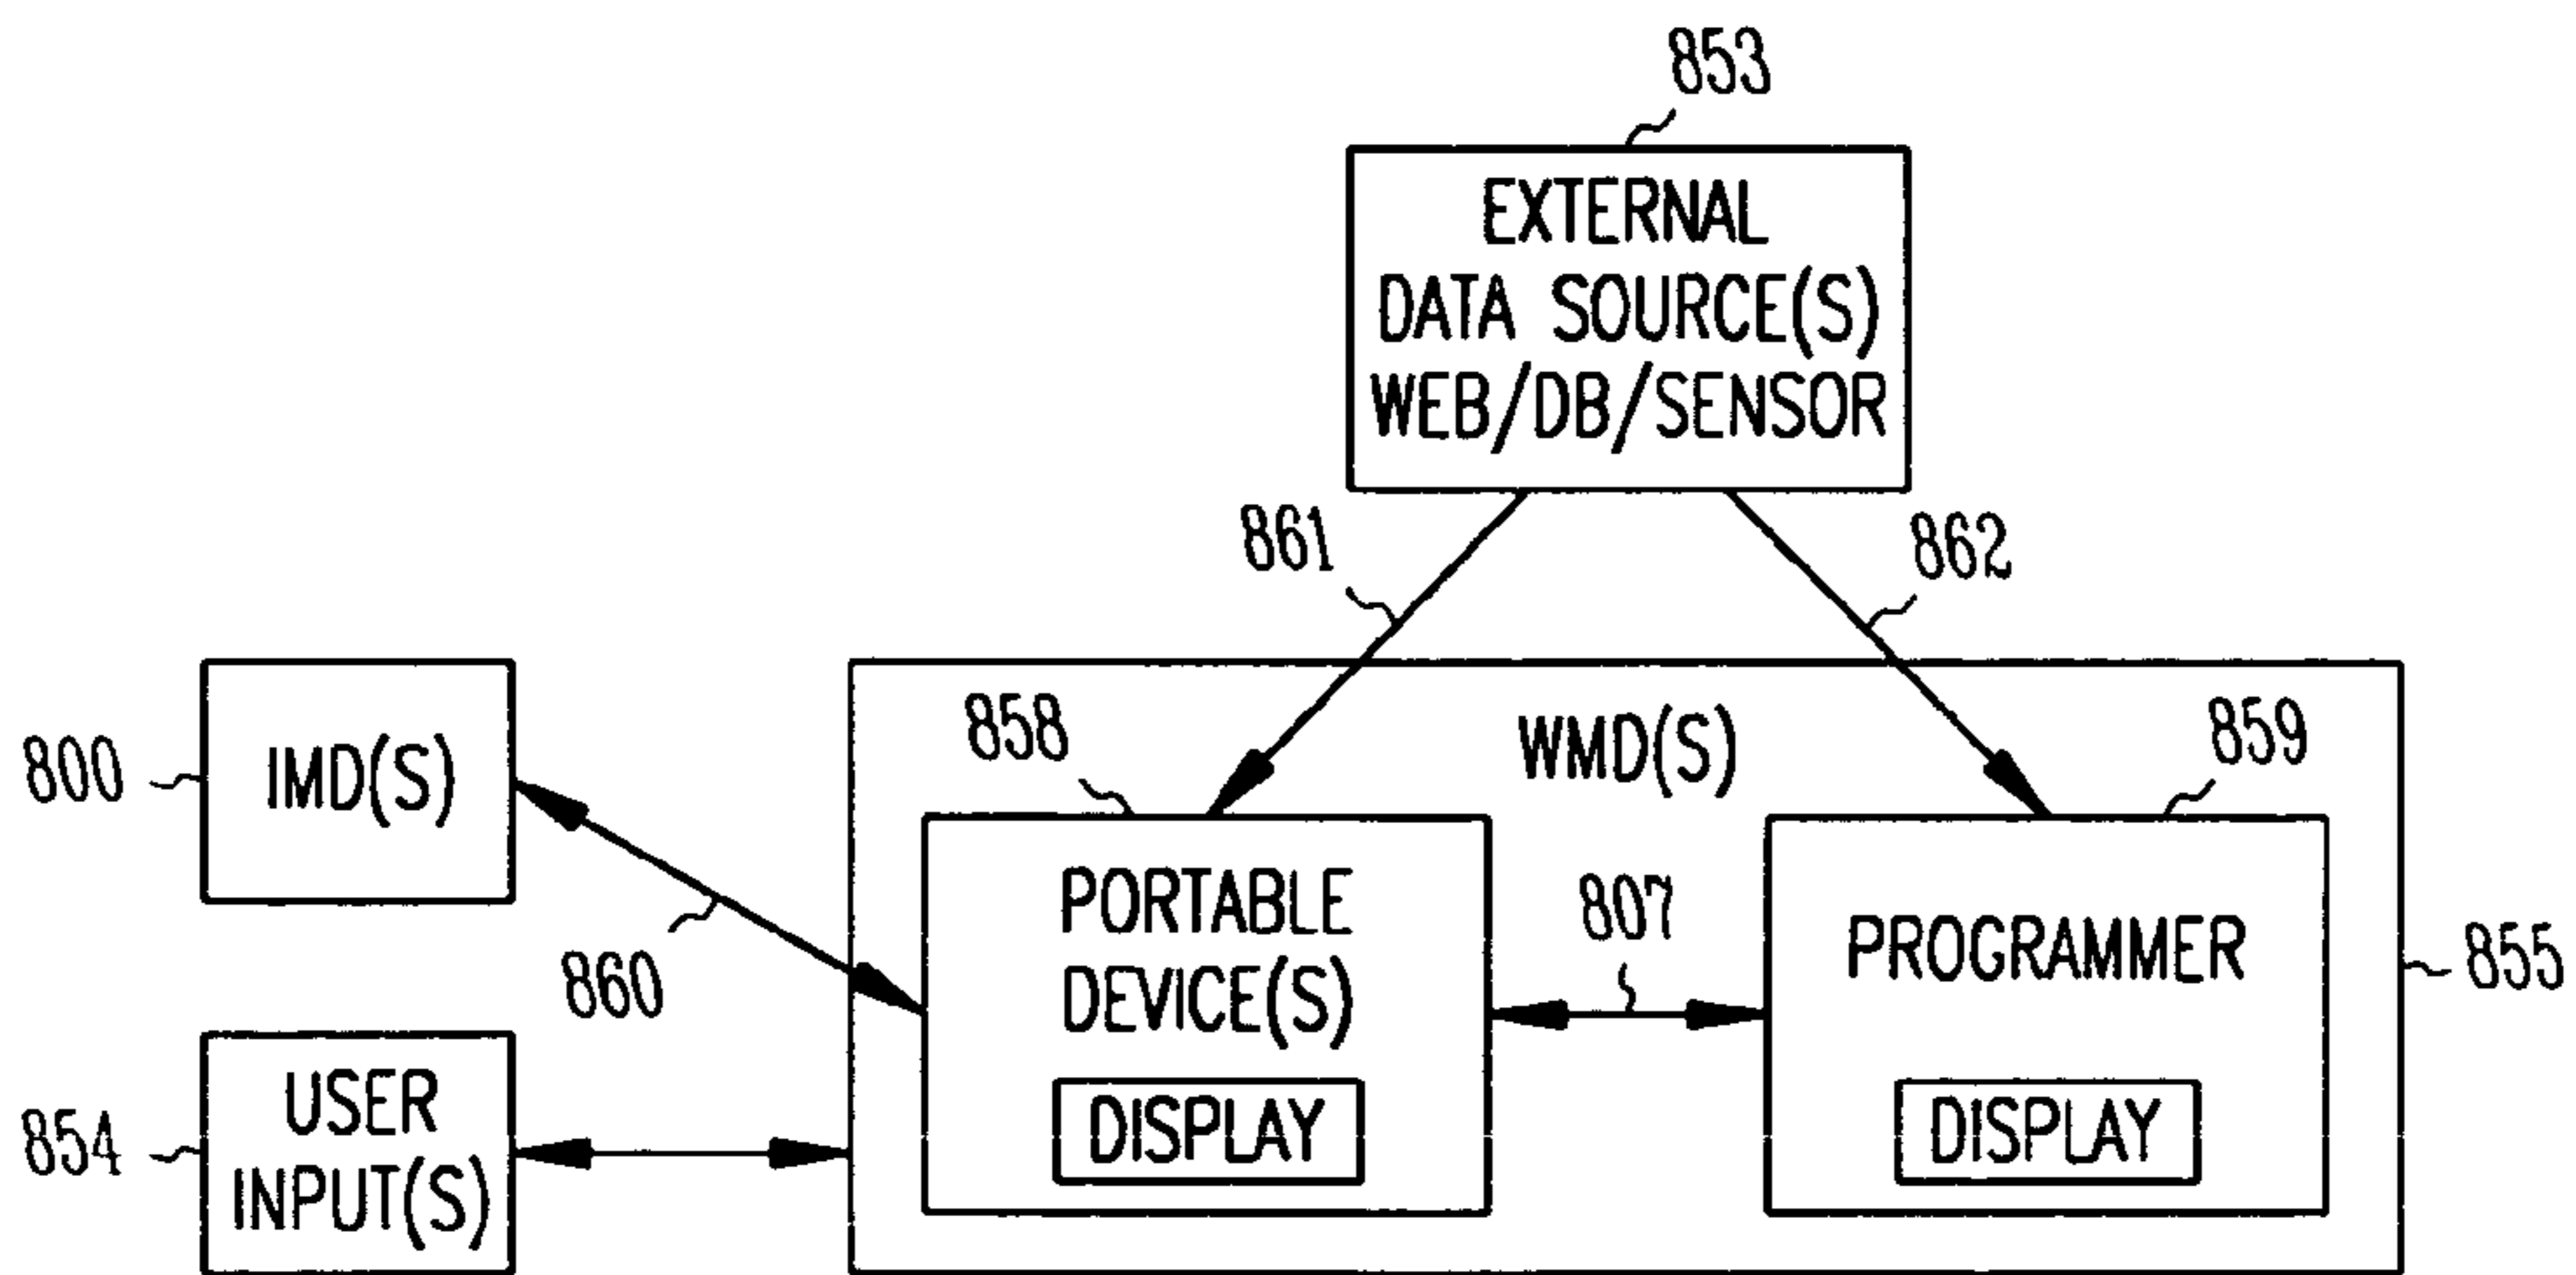 853
EXTERNAL
DATA SOURCE(S)
WEB/DB/SENSOR
861
862
800
IMD(S)
858
WMD(S)
859
860
PORTABLE
DEVICE(S)
807
PROGRAMMER
855
854
USER
INPUT(S)
DISPLAY
DISPLAY